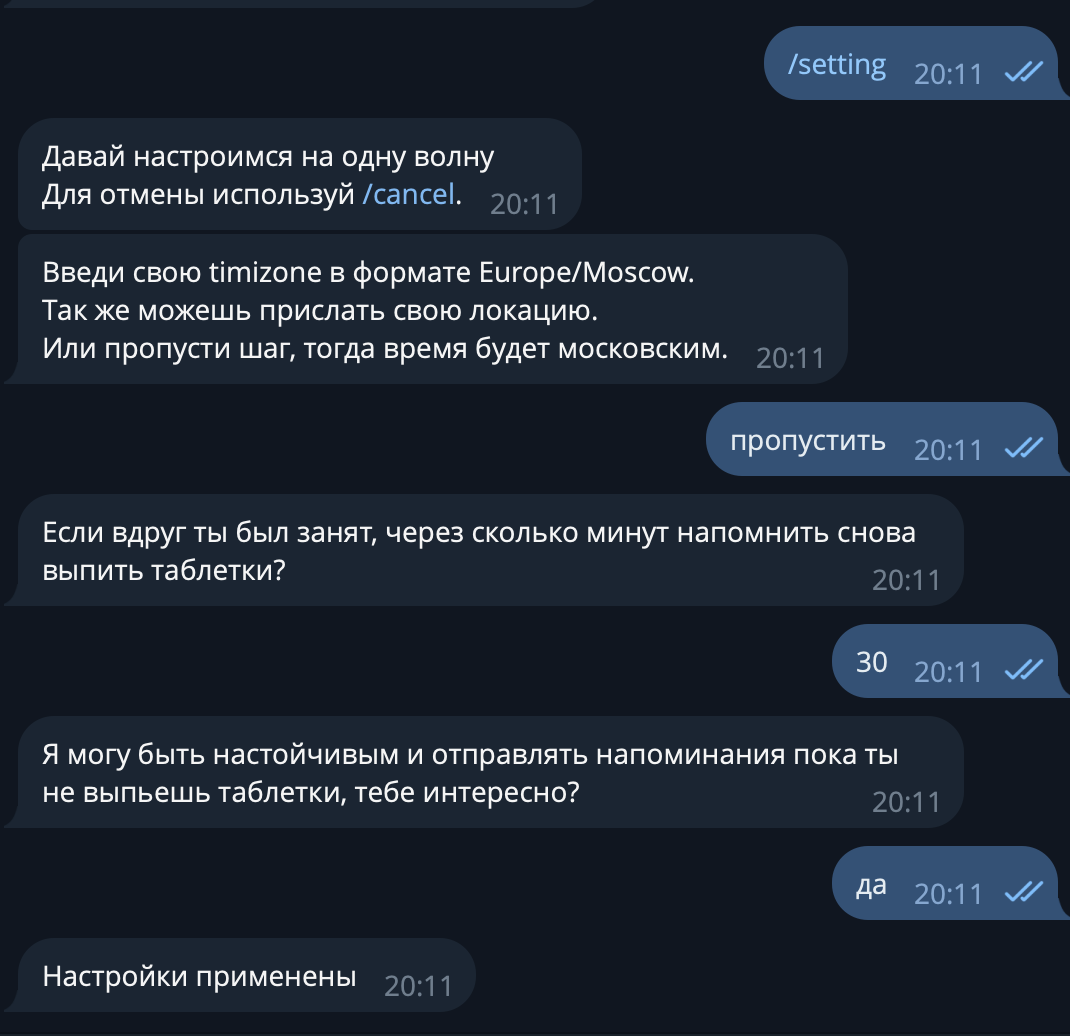 /setting 20:11
Давай настроимся на одну волну
Для отмены используй /cancel. 20:11
Введи свою timizone в формате Europe/Moscow.
Так же можешь прислать свою локацию.
Или пропусти шаг, тогда время будет московским. 20:11
пропустить 20:11
Если вдруг ты был занят, через сколько минут напомнить снова
выпить таблетки? 20:11
30 20:11
Я могу быть настойчивым и отправлять напоминания пока ты
не выпьешь таблетки, тебе интересно? 20:11
да 20:11
Настройки применены 20:11